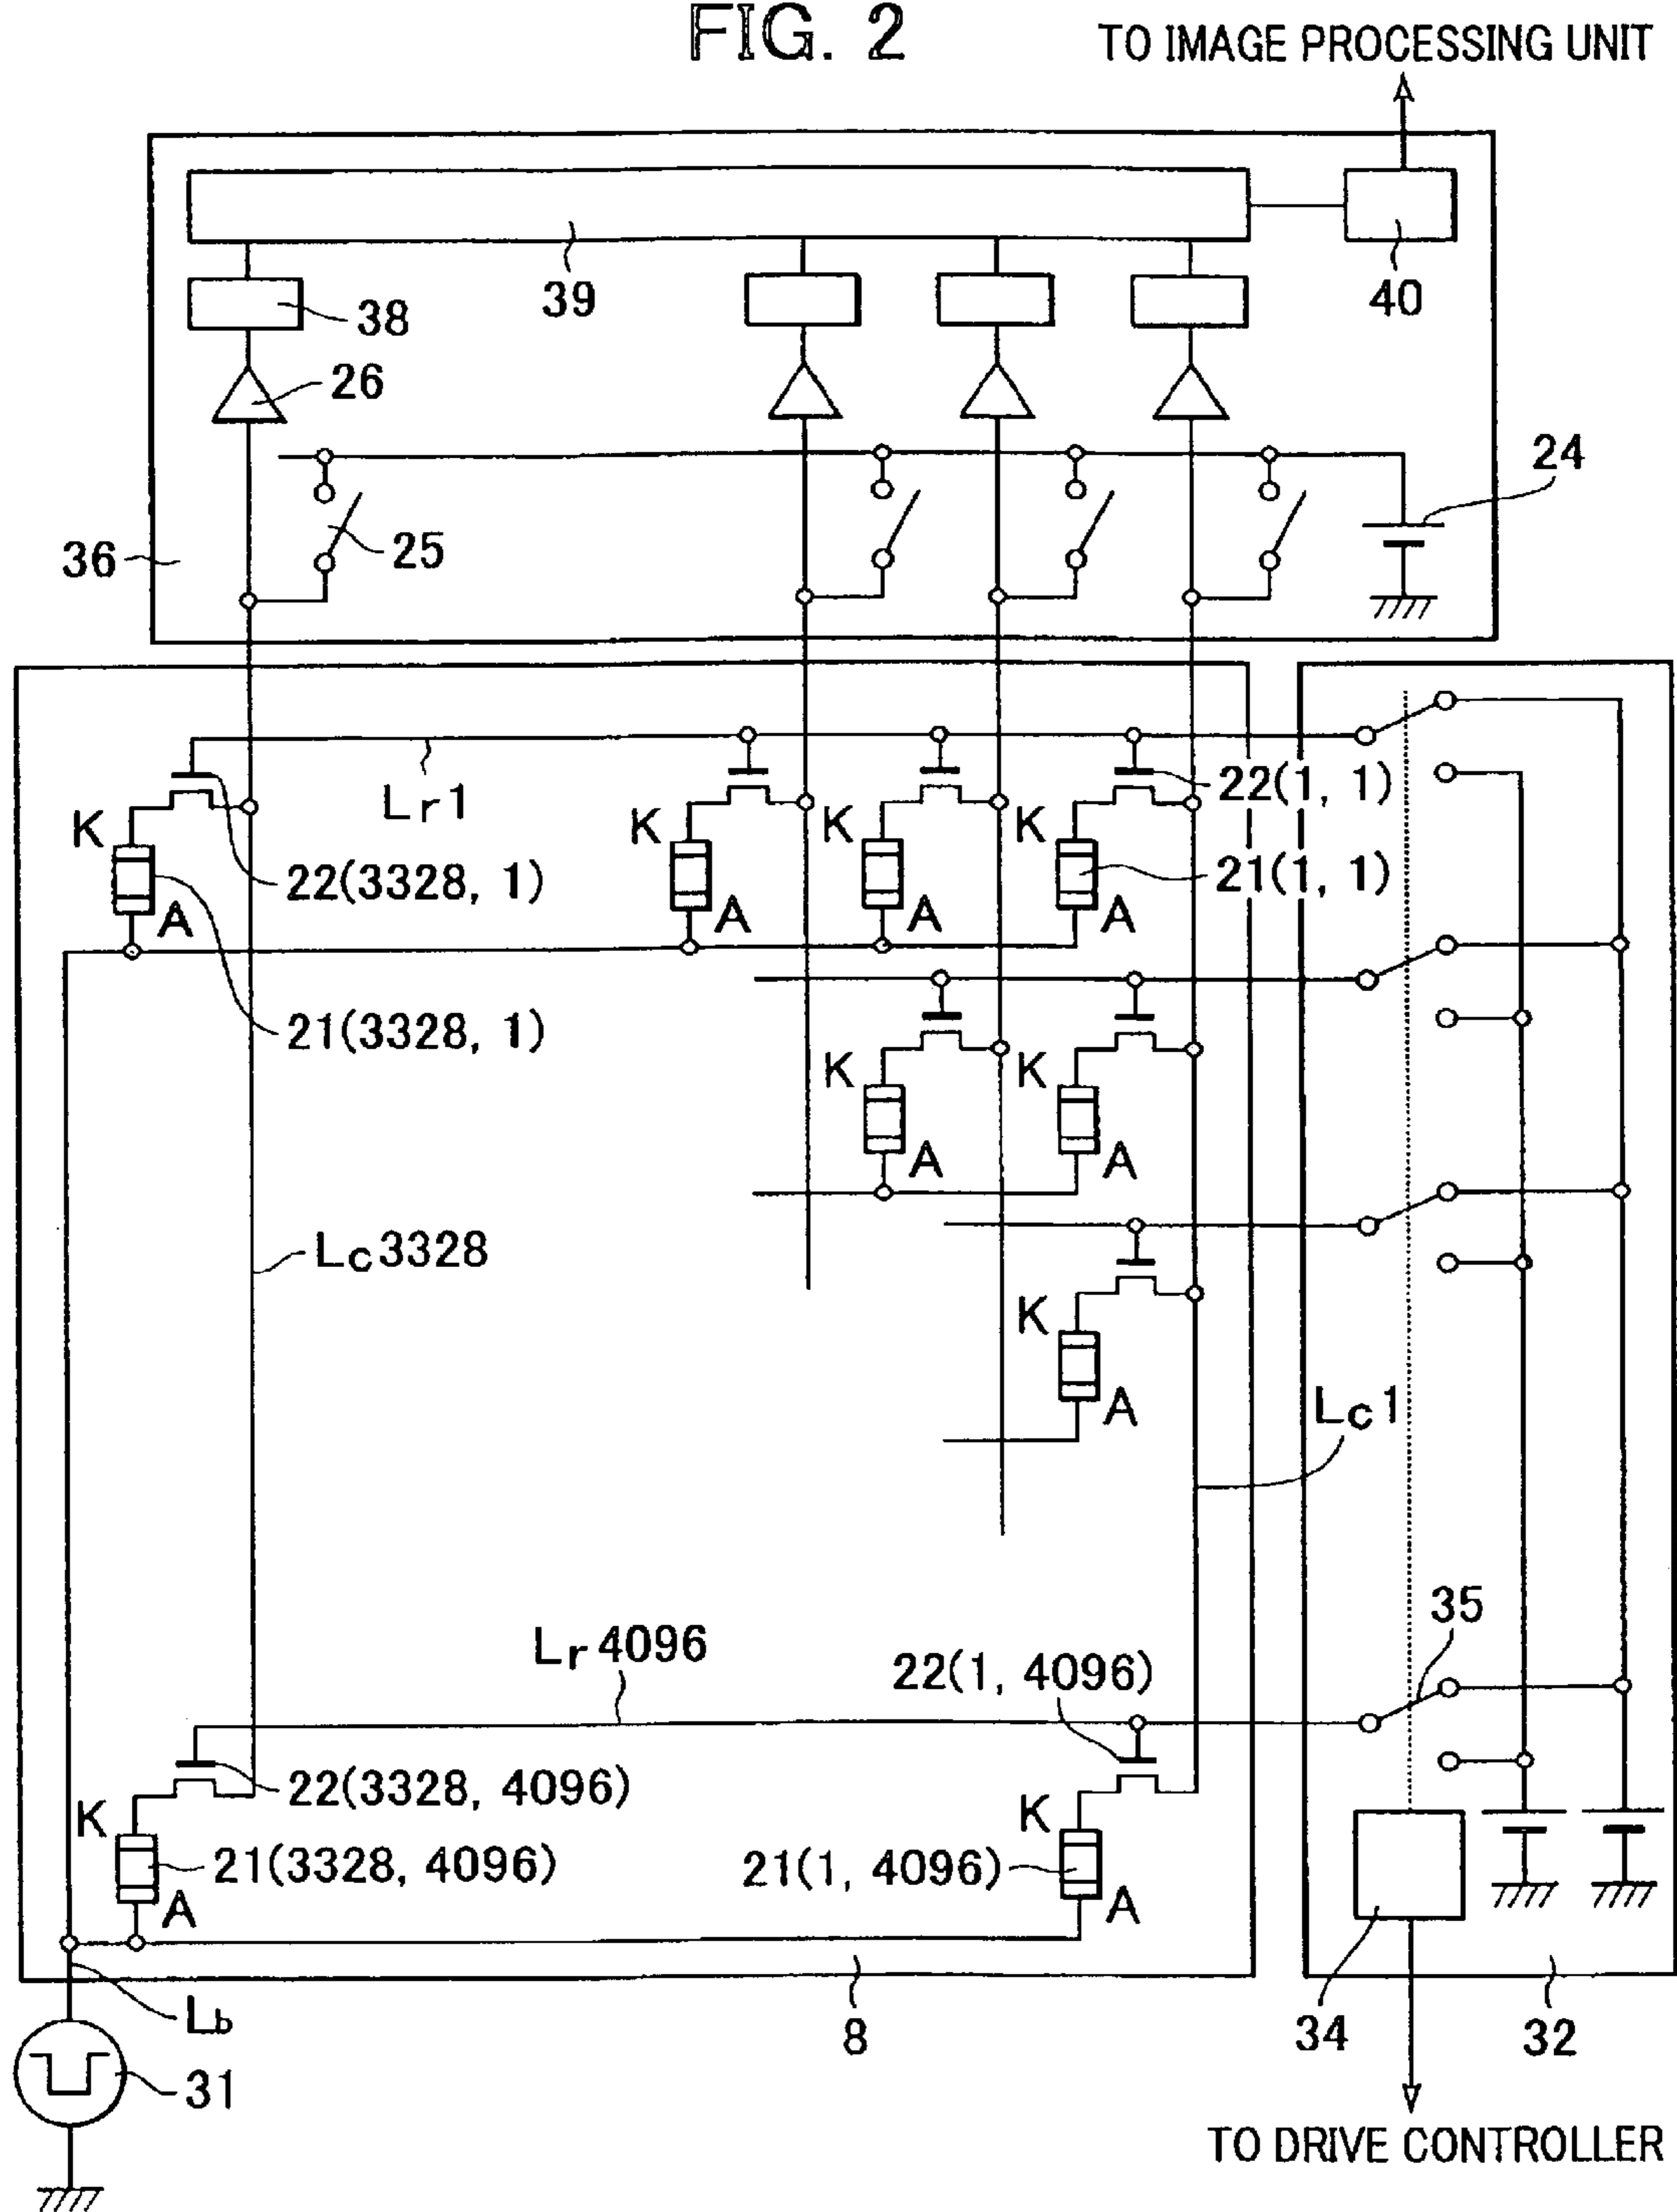 FIG. 2
TO IMAGE PROCESSING UNIT
39
40
38
26
24
25
36
Lr1
22(1, 1)
K
K
K
K
22(3328, 1)
21(1, 1)
A
A
A
A
21(3328, 1)
K
K
A
A
Lc3328
K
A
Lc1
35
Lr4096
22(1, 4096)
22(3328, 4096)
K
K
21(3328, 4096)
21(1, 4096)
A
A
Lb
8
34
32
31
TO DRIVE CONTROLLER